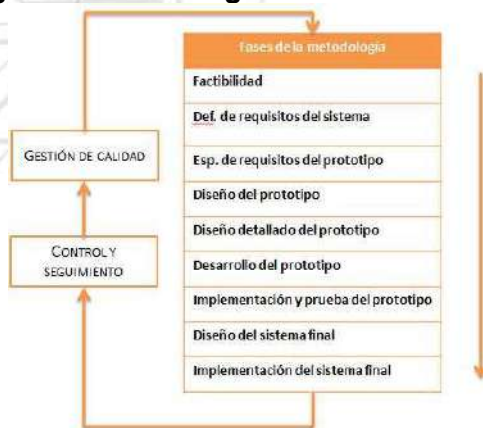 Fases de la metodología
Factibilidad
Def. de requisitos del sistema
Esp. de requisitos del prototipo
Diseño del prototipo
Diseño detallado del prototipo
Desarrollo del prototipo
Implementación y prueba del prototipo
Diseño del sistema final
Implementación del sistema final
GESTIÓN DE CALIDAD
CONTROL Y
SEGUIMIENTO